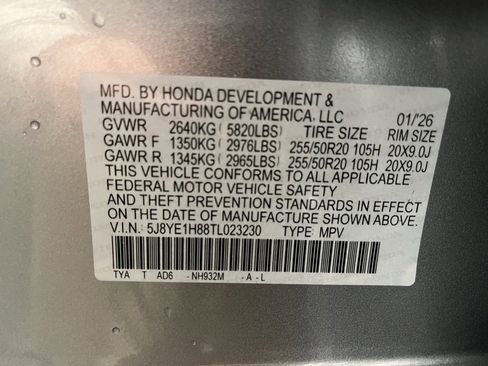 MFD. BY HONDA DEVELOPMENT &
MANUFACTURING OF AMERICA, LLC 01/'26
GVWR 2640KG ( 5820LBS) TIRE SIZE RIM SIZE
GAWR F 1350KG ( 2976LBS) 255/50R20 105H 20X9.0J
GAWR R 1345KG ( 2965LBS) 255/50R20 105H 20X9.0J
THIS VEHICLE CONFORMS TO ALL APPLICABLE
FEDERAL MOTOR VEHICLE SAFETY
AND THEFT PREVENTION STANDARDS IN EFFECT
ON THE DATE OF MANUFACTURE SHOWN ABOVE.
V.I.N.: 5J8YE1H88TL023230 TYPE: MPV
TYA T AD6 -NH932M -A-L